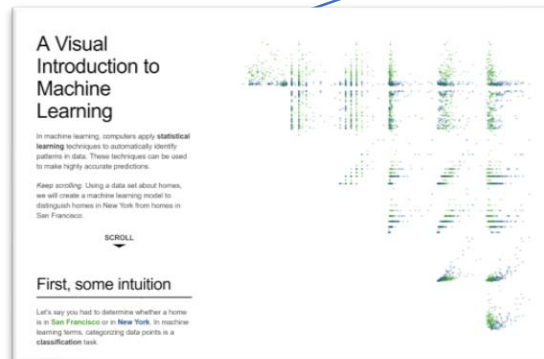 A Visual
Introduction to
Machine
Learning
In machine learning, computers apply statistical
learning techniques to automatically identify
patterns in data. These techniques can be used
to make highly accurate predictions.
Keep scrolling. Using a data set about homes,
we will create a machine learning model to
distinguish homes in New York from homes in
San Francisco.
SCROLL
First, some intuition
Let's say you had to determine whether a home
is in San Francisco or in New York. In machine
learning terms, categorizing data points is a
classification task.